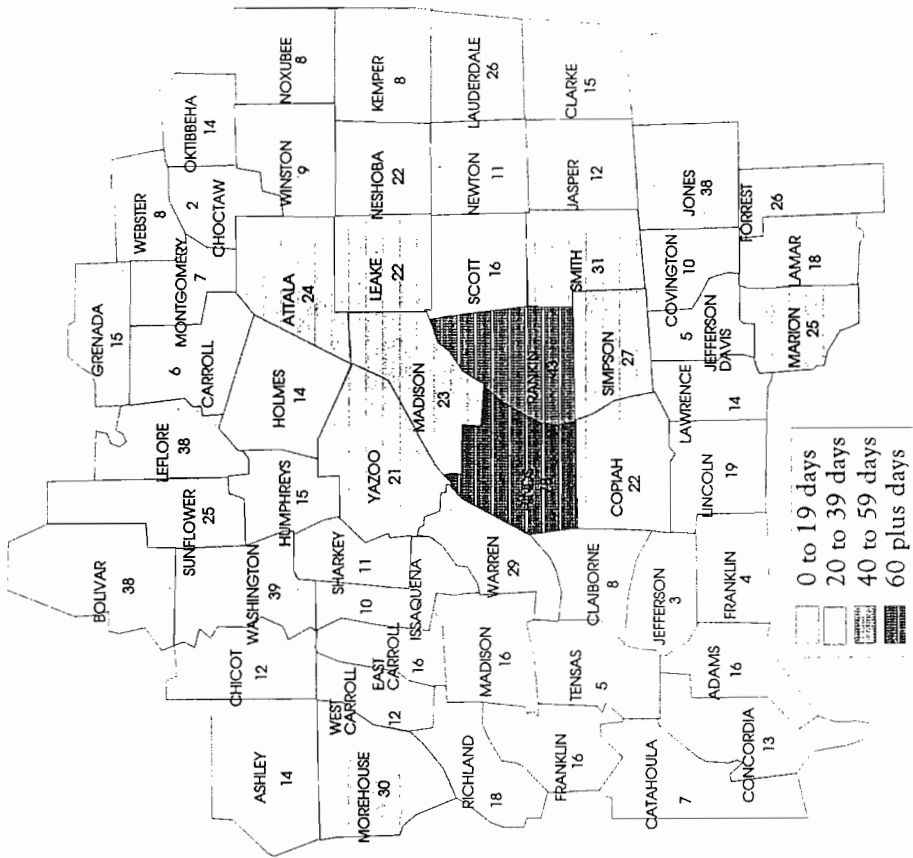 BOLIVAR
38
GRENADA
15
WEBSTER
8
OKTIBBEHA
14
NOXUBEE
8
LEFLORE
38
6
CARROLL
MONTGOMERY
7
2
CHOCTAW
WINSTON
9
KEMPER
8
SUNFLOWER
25
HOLMES
14
ATTALA
24
NESHOBA
22
LAUDERDALE
26
CHICOT
12
WASHINGTON
39
HUMPHREYS
15
LEAKE
22
NEWTON
11
CLARKE
15
ASHLEY
14
SHARKEY
11
YAZOO
21
MADISON
23
SCOTT
16
JASPER
12
10
ISSAQUENA
MOREHOUSE
30
WEST
CARROLL
12
EAST
CARROLL
16
WARREN
29
RANKIN
43
SMITH
31
JONES
38
RICHLAND
18
MADISON
16
CLAIBORNE
8
COPIAH
22
SIMPSON
27
COVINGTON
10
FORREST
26
FRANKLIN
16
TENSAS
5
JEFFERSON
3
LINCOLN
19
LAWRENCE
14
5
JEFFERSON
DAVIS
LAMAR
18
CATAHOULA
7
CONCORDIA
13
ADAMS
16
FRANKLIN
4
MARION
25
0 to 19 days
20 to 39 days
40 to 59 days
60 plus days